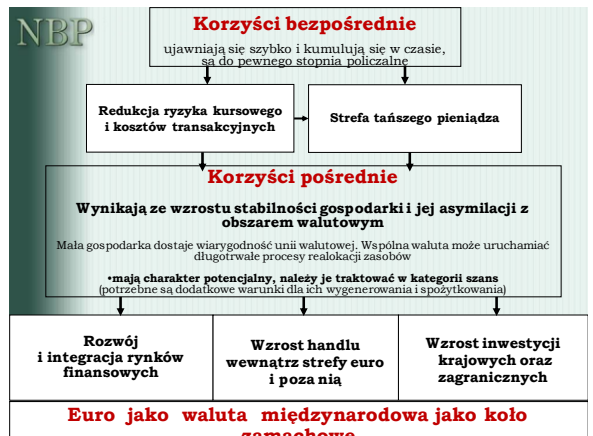 NBP
Korzyści bezpośrednie
ujawniają się szybko i kumulują się w czasie,
są do pewnego stopnia policzalne
Redukcja ryzyka kursowego
i kosztów transakcyjnych
Strefa tańszego pieniądza
Korzyści pośrednie
Wynikają ze wzrostu stabilności gospodarki i jej asymilacji z
obszarem walutowym
Mała gospodarka dostaje wiarygodność unii walutowej. Wspólna waluta może uruchamiać
długotrwałe procesy realokacji zasobów
•mają charakter potencjalny, należy je traktować w kategorii szans
(potrzebne są dodatkowe warunki dla ich wygenerowania i spożytkowania)
Rozwój
i integracja rynków
finansowych
Wzrost handlu
wewnątrz strefy euro
i poza nią
Wzrost inwestycji
krajowych oraz
zagranicznych
Euro jako waluta międzynarodowa jako koło
zamachowe